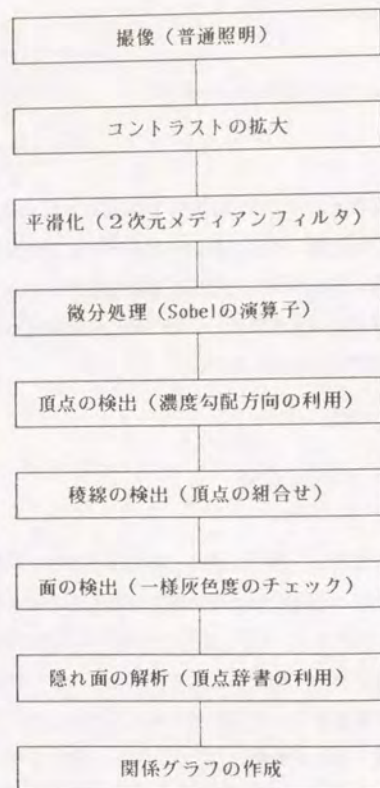 撮像（普通照明）
コントラストの拡大
平滑化（２次元メディアンフィルタ）
微分処理（Sobelの演算子）
頂点の検出（濃度勾配方向の利用）
稜線の検出（頂点の組合せ）
面の検出（一様灰色度のチェック）
隠れ面の解析（頂点辞書の利用）
関係グラフの作成